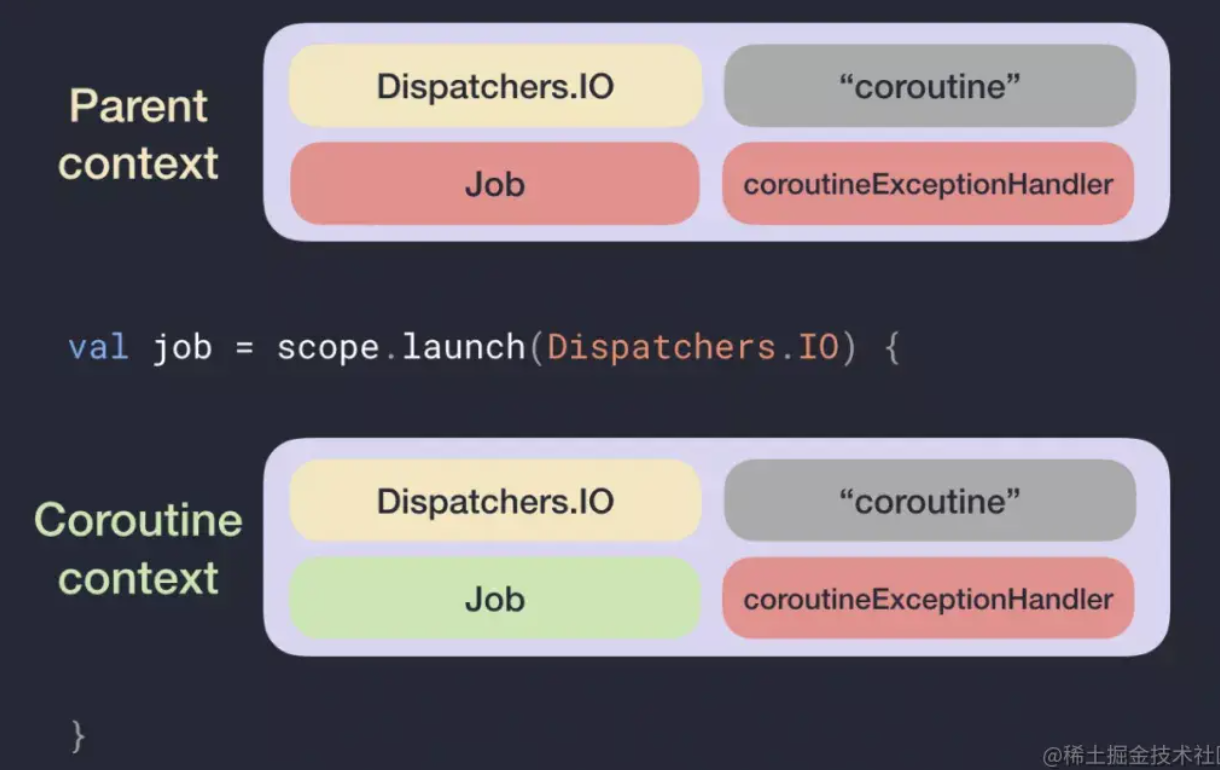 Parent
context
Dispatchers.IO
“coroutine”
Job
coroutineExceptionHandler
val job = scope.launch(Dispatchers.IO) {
Coroutine
context
Dispatchers.IO
“coroutine”
Job
coroutineExceptionHandler
}
@稀土掘金技术社区